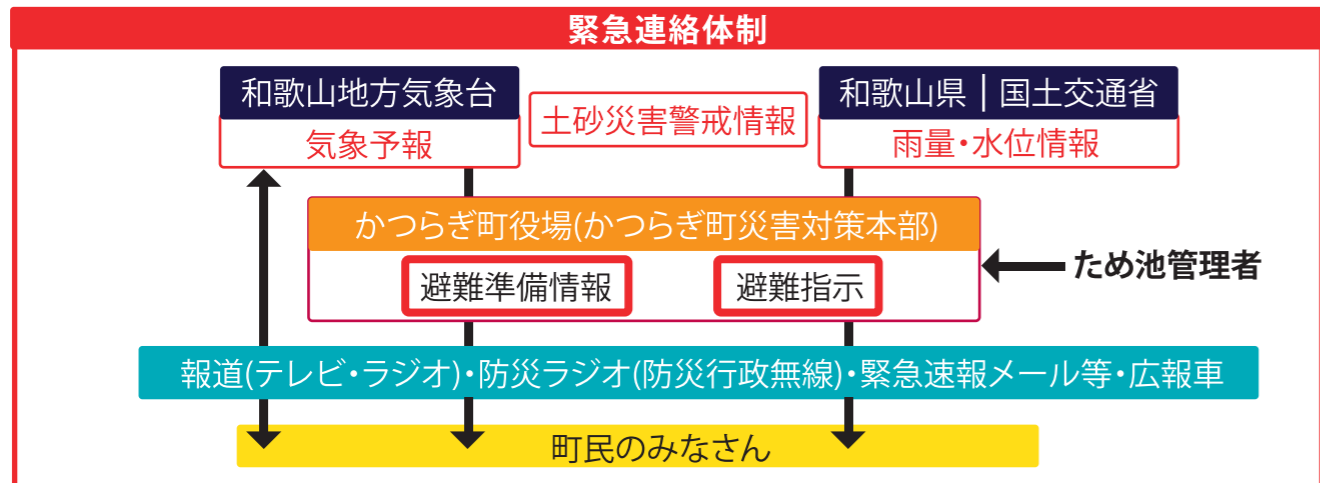 緊急連絡体制
和歌山地方気象台
気象予報
土砂災害警戒情報
和歌山県｜国土交通省
雨量・水位情報
かつらぎ町役場(かつらぎ町災害対策本部)
避難準備情報
避難指示
ため池管理者
報道(テレビ・ラジオ)・防災ラジオ(防災行政無線)・緊急速報メール等・広報車
町民のみなさん